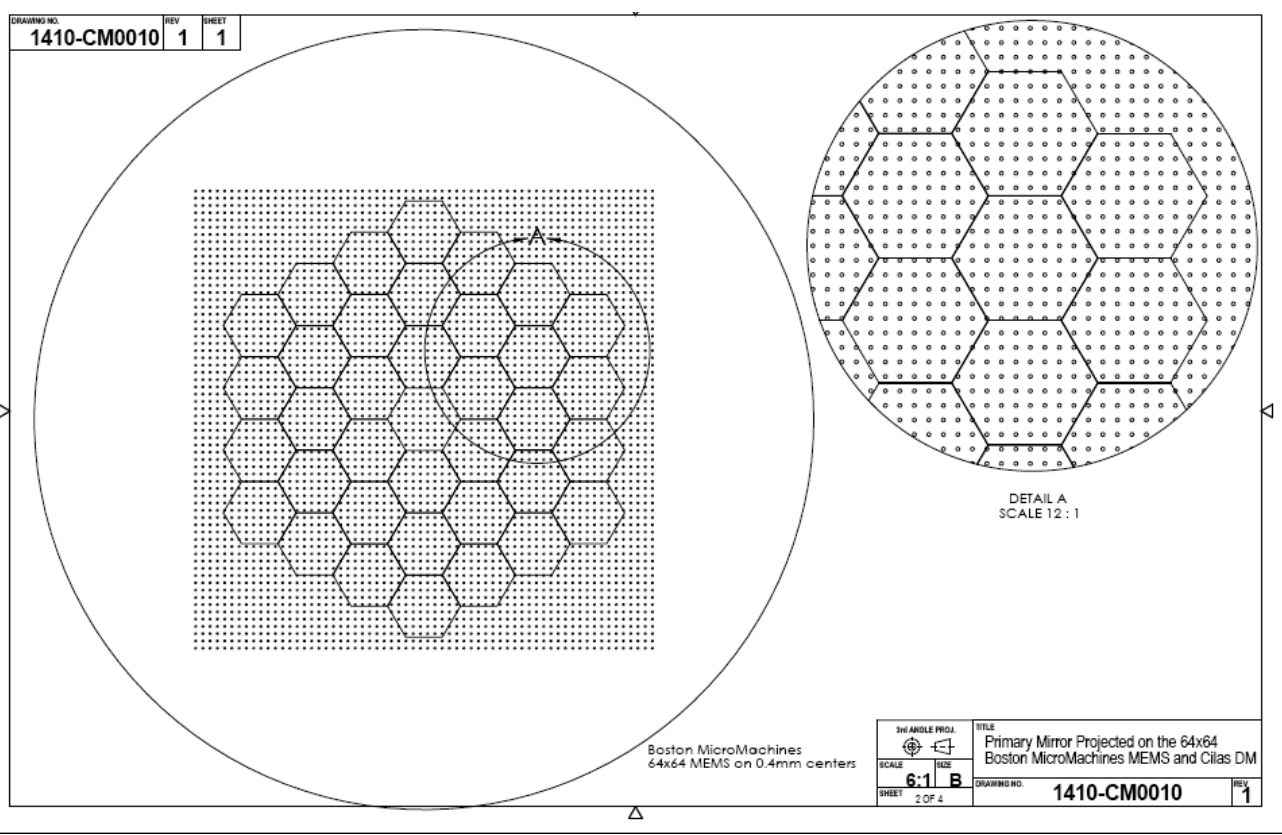 DRAWING NO. REV SHEET
1410-CM0010 1 1
A
DETAIL A
SCALE 12 : 1
Boston MicroMachines
64x64 MEMS on 0.4mm centers
3rd ANGLE PROJ.
SCALE SIZE
6:1 B
SHEET 2 OF 4
TITLE
Primary Mirror Projected on the 64x64
Boston MicroMachines MEMS and Cilas DM
DRAWING NO. REV
1410-CM0010 1